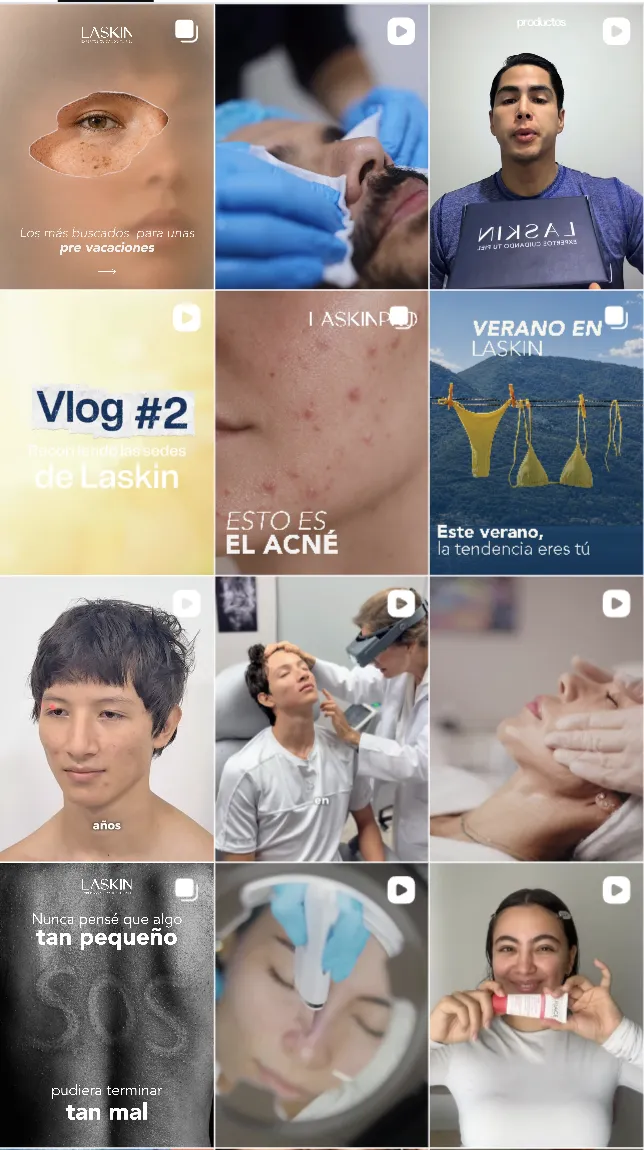 LASKIN
Los más buscados, para unas
pre vacaciones
productos
LASKIN
EXPERTOS CUIDANDO TU PIEL
Vlog #2
Recorriendo las sedes
de Laskin
ESTO ES
EL ACNÉ
VERANO EN
LASKIN
Este verano,
la tendencia eres tú
años
en
LASKIN
Nunca pensé que algo
tan pequeño
SOS
pudiera terminar
tan mal